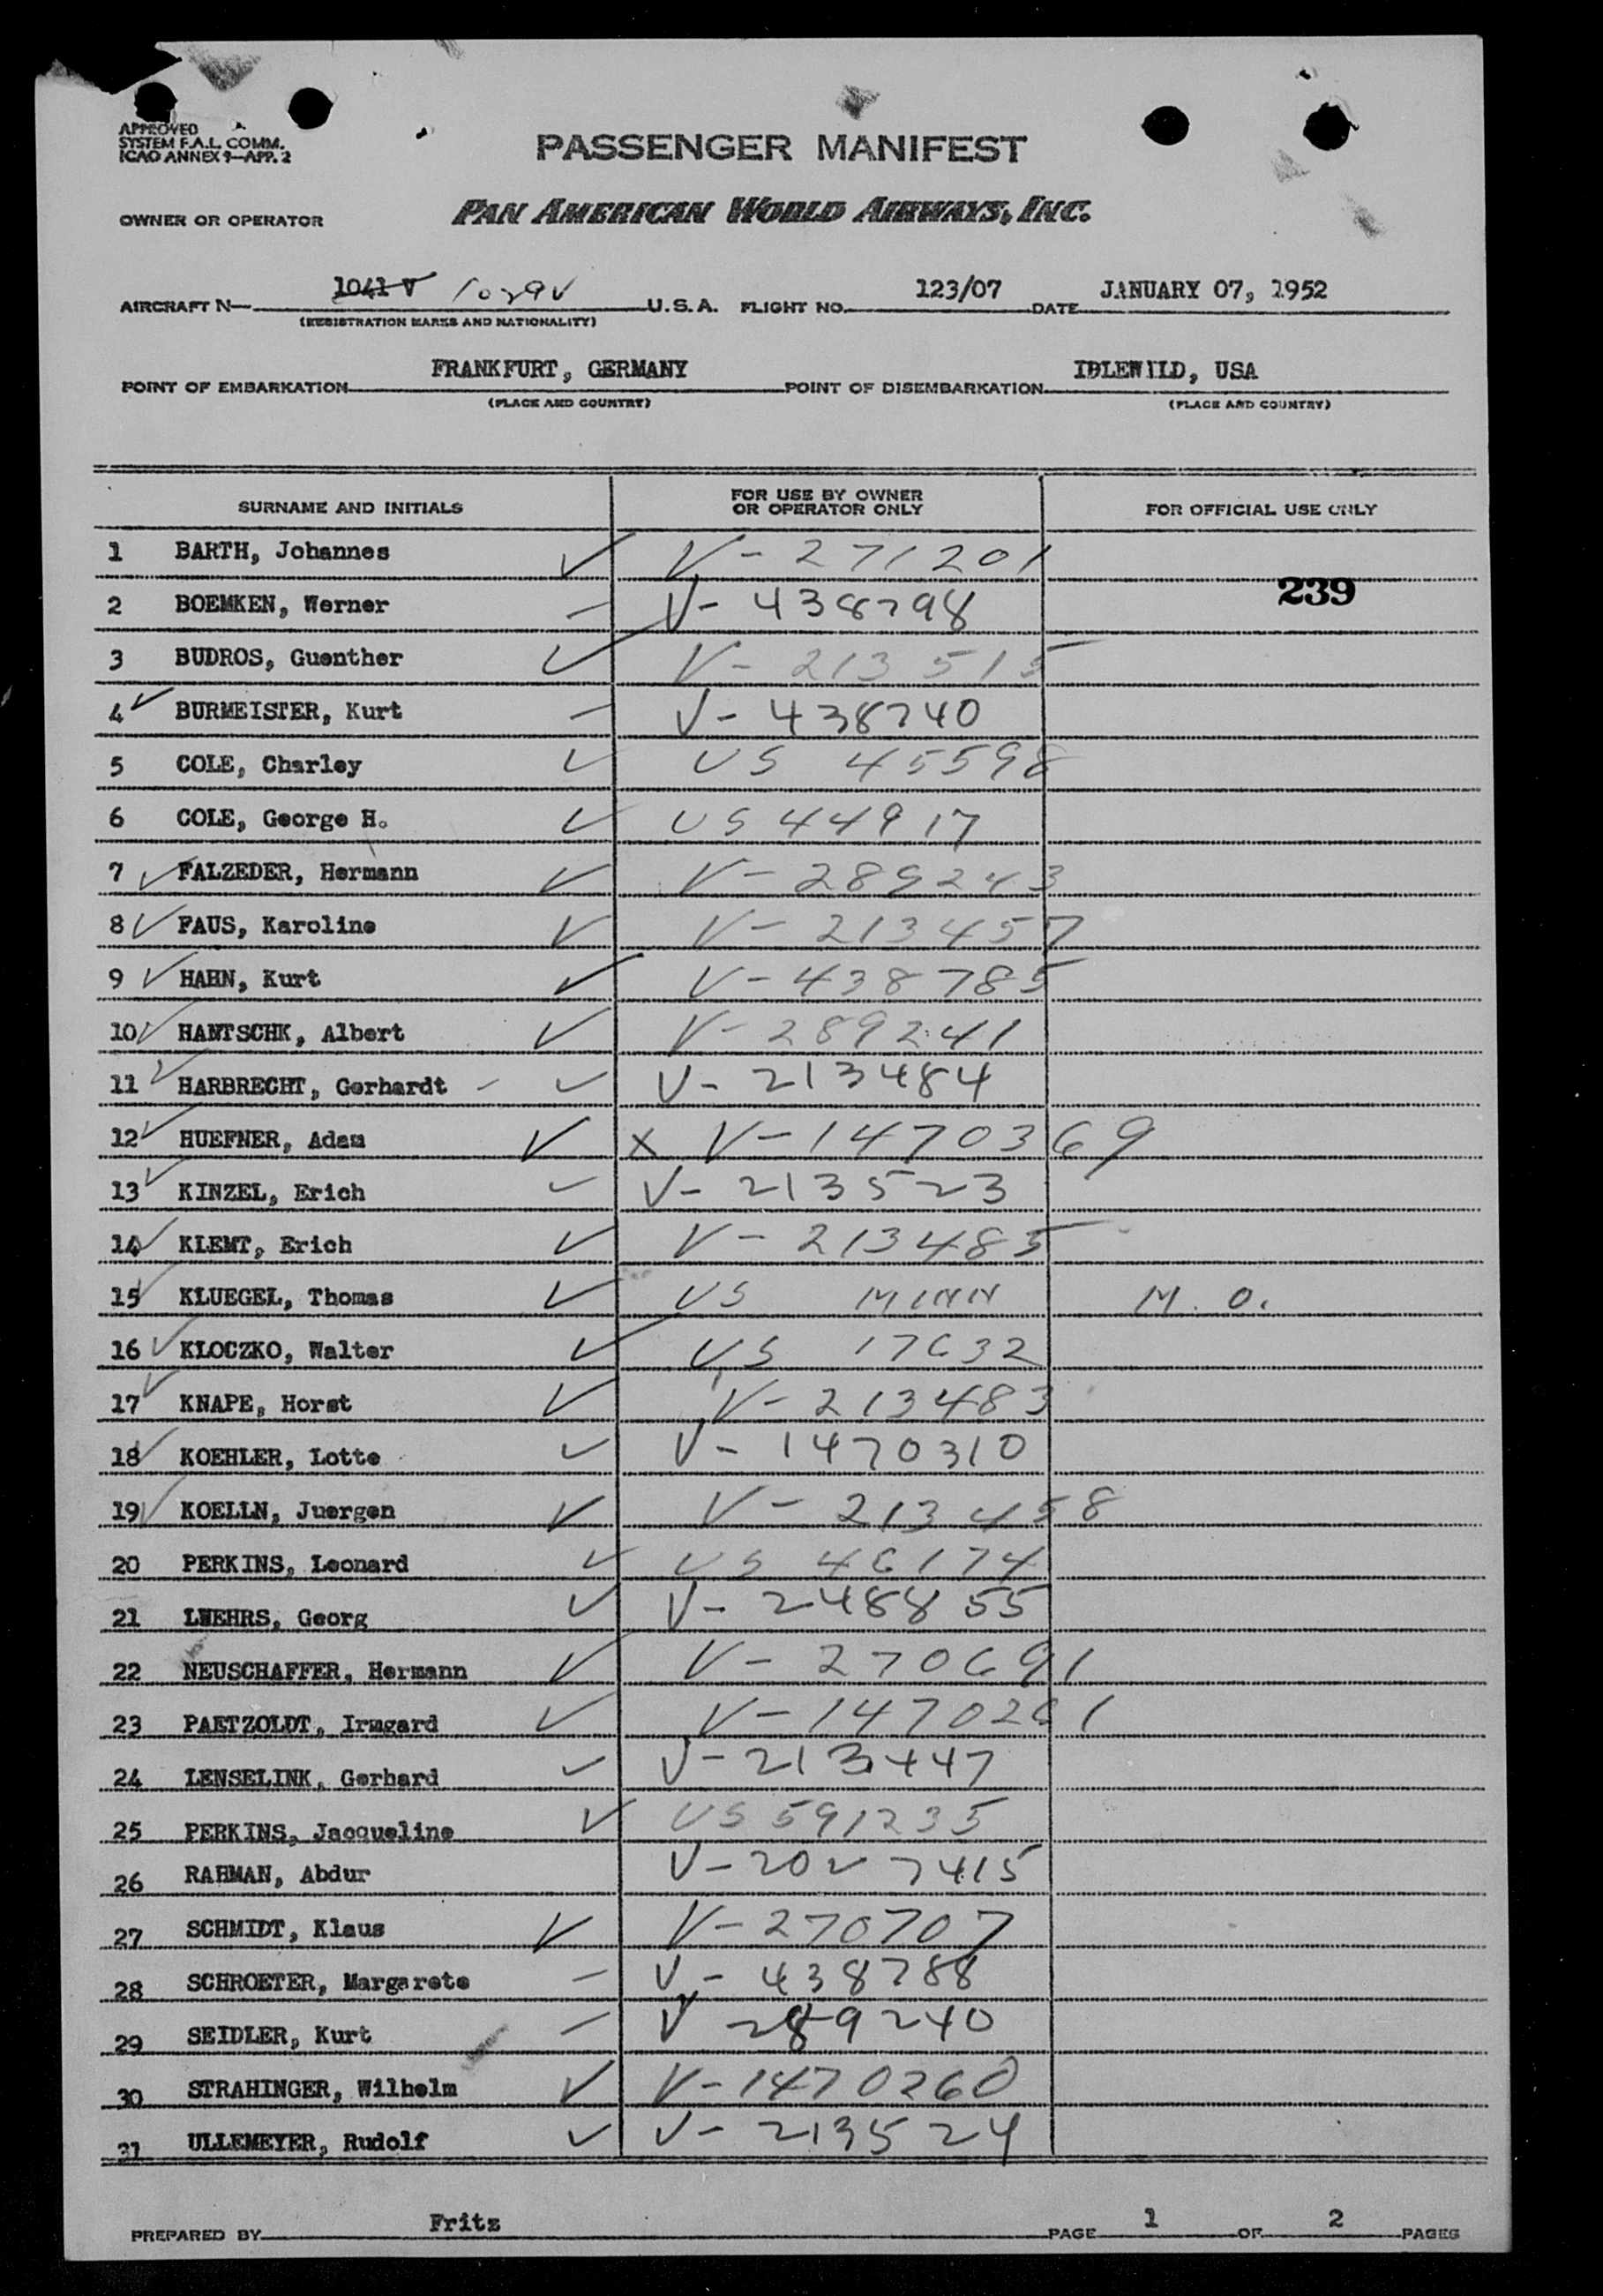 APPROVED
SYSTEM F.A.L. COMM.
ICAO ANNEX 9—APP. 2
PASSENGER MANIFEST
OWNER OR OPERATOR PAN AMERICAN WORLD AIRWAYS, INC.
AIRCRAFT N— 1041 V 1039V U.S.A. FLIGHT NO. 123/07 DATE JANUARY 07, 1952
(REGISTRATION MARKS AND NATIONALITY)
POINT OF EMBARKATION FRANKFURT, GERMANY POINT OF DISEMBARKATION IDLEWILD, USA
(PLACE AND COUNTRY) (PLACE AND COUNTRY)
SURNAME AND INITIALS FOR USE BY OWNER OR OPERATOR ONLY FOR OFFICIAL USE ONLY
1 BARTH, Johannes V-271201
239
2 BOEMKEN, Werner V-438798
3 BUDROS, Guenther V-213515
4 BURMEISTER, Kurt V-438740
5 COLE, Charley US 45598
6 COLE, George H. US 44917
7 FALZEDER, Hermann V-289243
8 FAUS, Karoline V-213457
9 HAHN, Kurt V-438785
10 HANTSCHK, Albert V-289241
11 HARBRECHT, Gerhardt - V-213484
12 HUEFNER, Adam X V-1470369
13 KINZEL, Erich V-213523
14 KLEMT, Erich V-213485
15 KLUEGEL, Thomas US MINN M.O.
16 KLOCZKO, Walter US 17632
17 KNAPE, Horst V-213483
18 KOEHLER, Lotte V-1470310
19 KOELLN, Juergen V-213458
20 PERKINS, Leonard US 46174
21 LUEHRS, Georg V-248855
22 NEUSCHAFFER, Hermann V-270691
23 PAETZOLDT, Irmgard V-1470261
24 LENSELINK, Gerhard V-213447
25 PERKINS, Jacqueline US 591235
26 RAHMAN, Abdur V-2027415
27 SCHMIDT, Klaus V-270707
28 SCHROETER, Margarete V-438788
29 SEIDLER, Kurt V 289240
30 STRAHINGER, Wilhelm V-1470260
31 ULLEMEYER, Rudolf V-213524
PREPARED BY Fritz PAGE 1 OF 2 PAGES